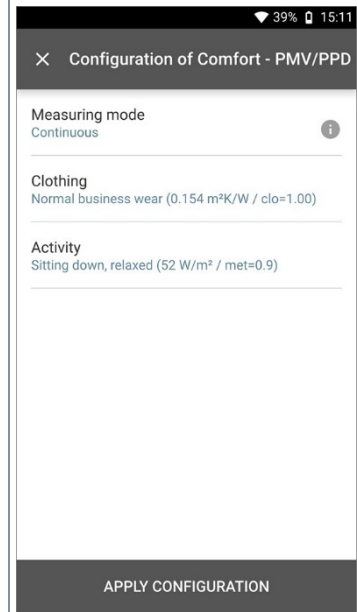 39% 15:11
Configuration of Comfort - PMV/PPD
Measuring mode
Continuous
Clothing
Normal business wear (0.154 m²K/W / clo=1.00)
Activity
Sitting down, relaxed (52 W/m² / met=0.9)
APPLY CONFIGURATION